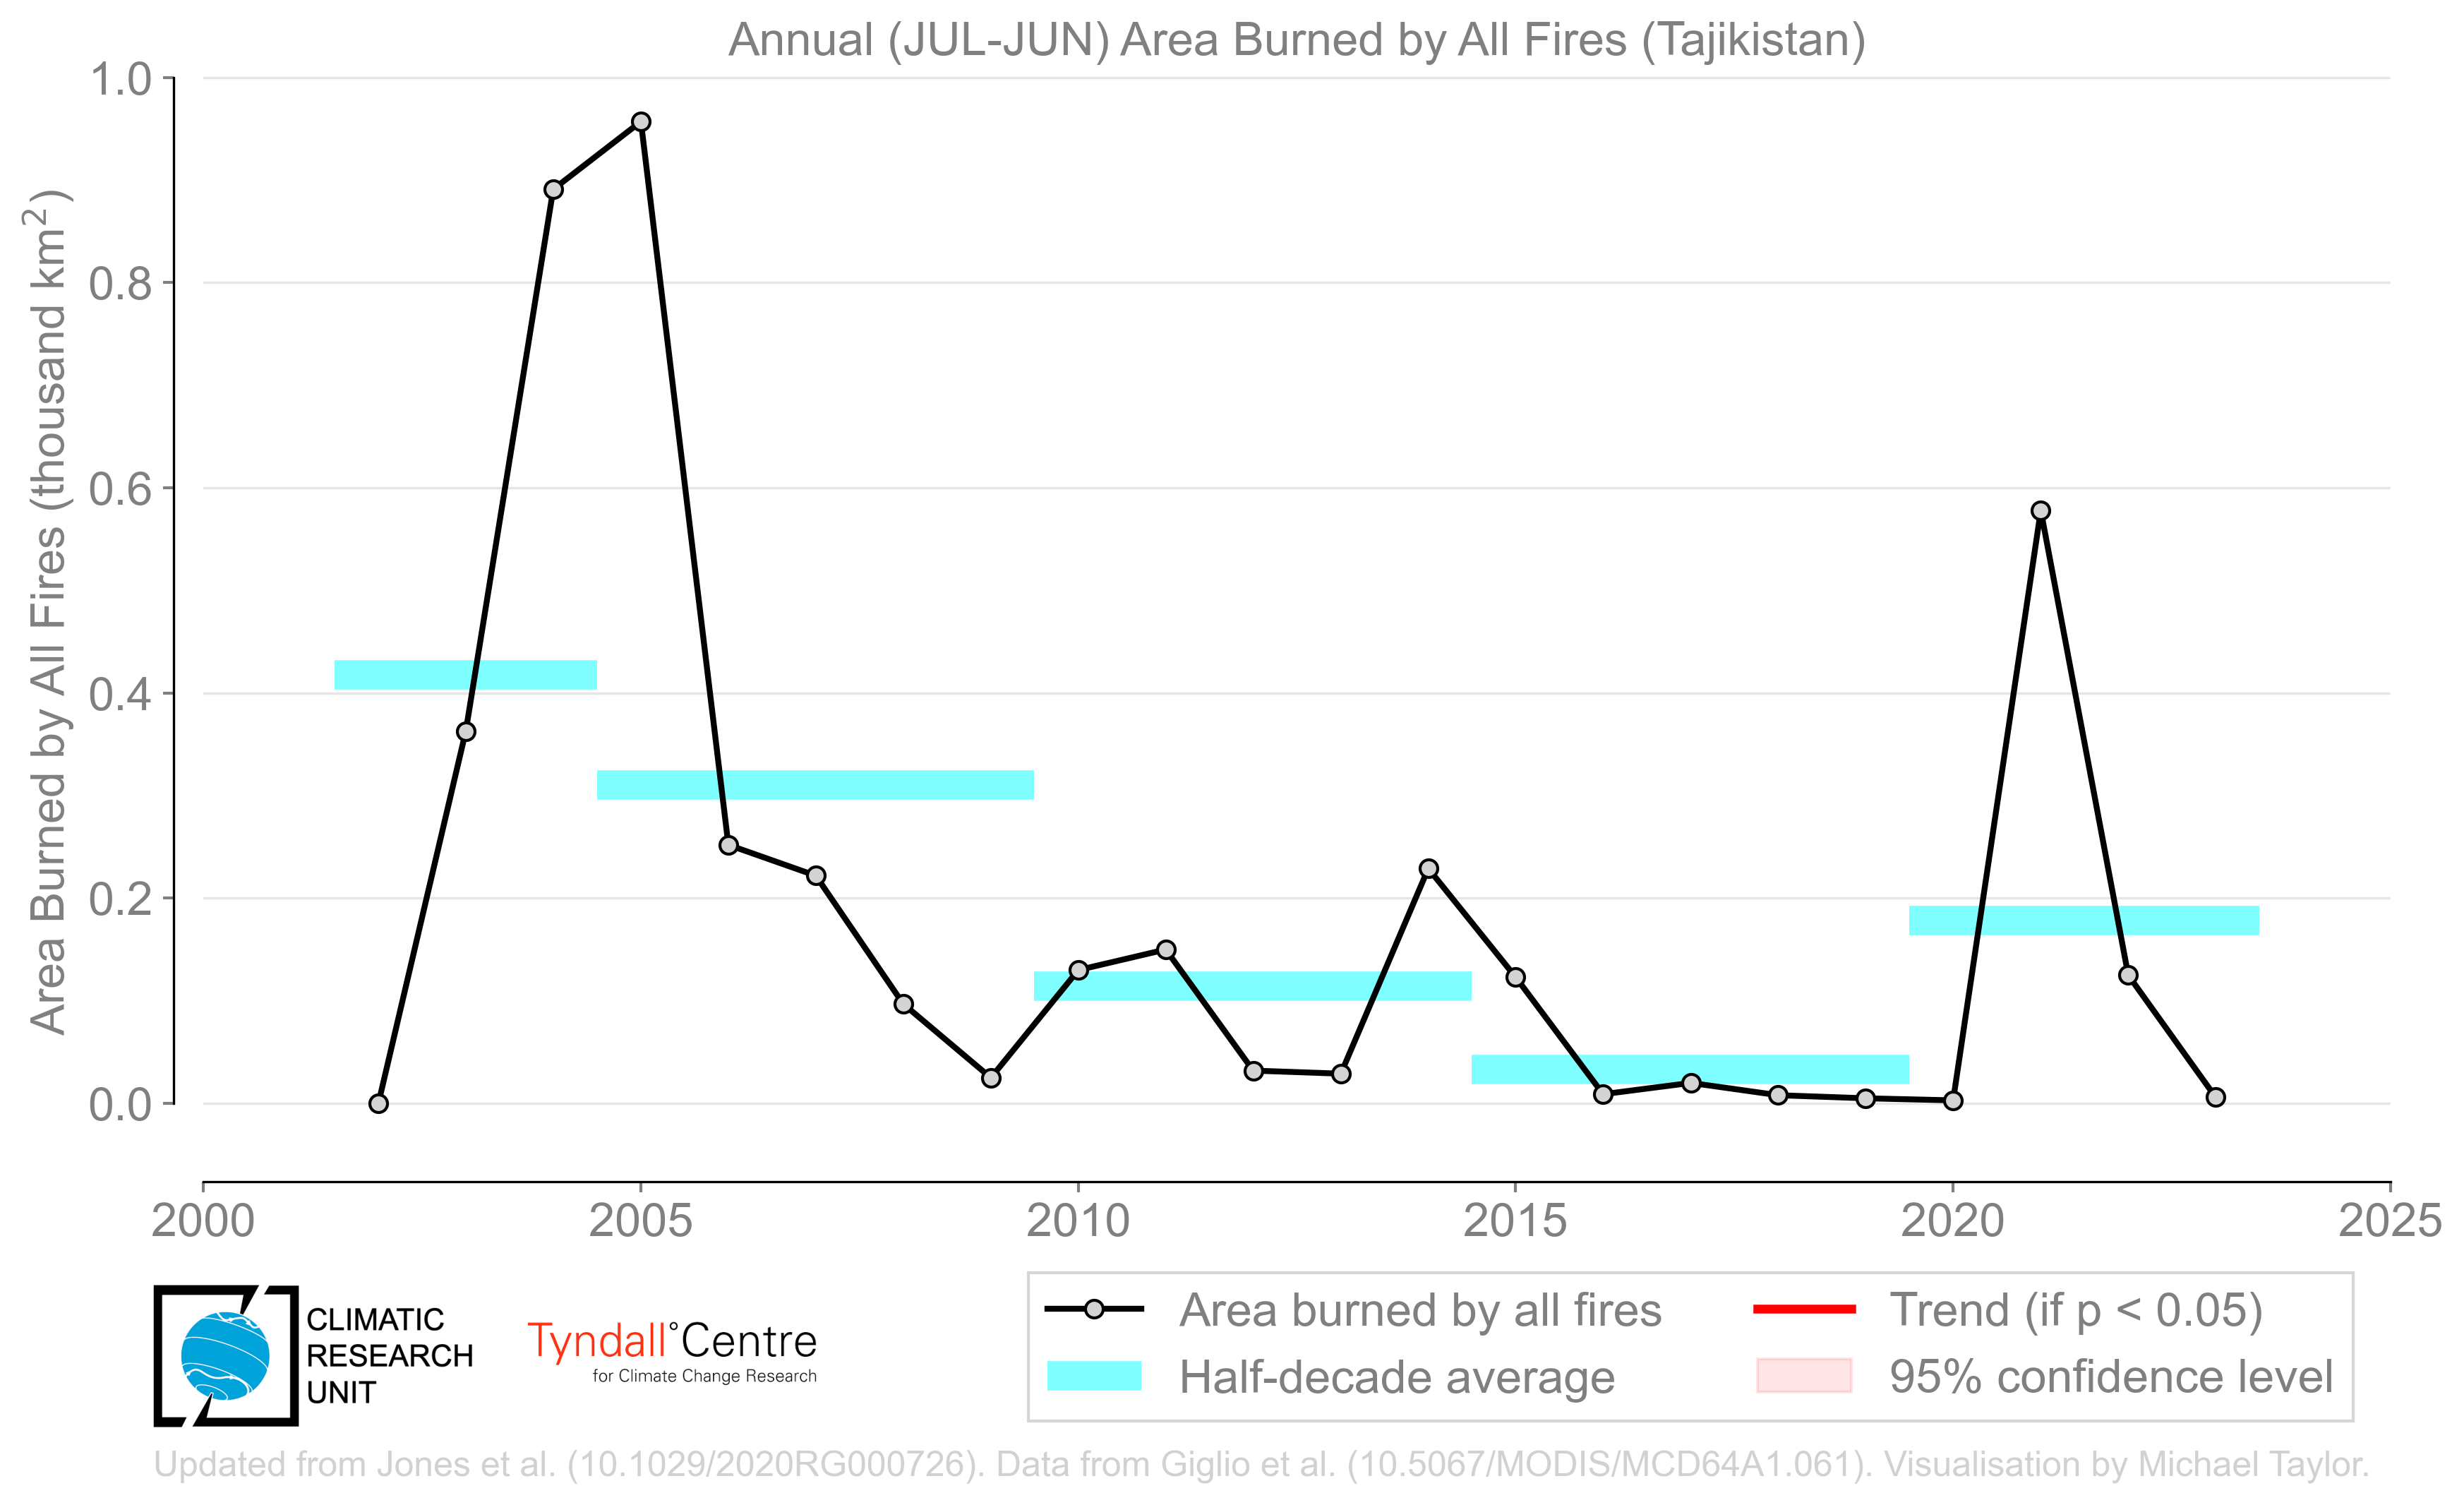 Annual (JUL-JUN) Area Burned by All Fires (Tajikistan)
Area Burned by All Fires (thousand km²)
1.0
0.8
0.6
0.4
0.2
0.0
2000 2005 2010 2015 2020 2025
Area burned by all fires
Half-decade average
Trend (if p < 0.05)
95% confidence level
CLIMATIC
RESEARCH
UNIT
Tyndall°Centre
for Climate Change Research
Updated from Jones et al. (10.1029/2020RG000726). Data from Giglio et al. (10.5067/MODIS/MCD64A1.061). Visualisation by Michael Taylor.